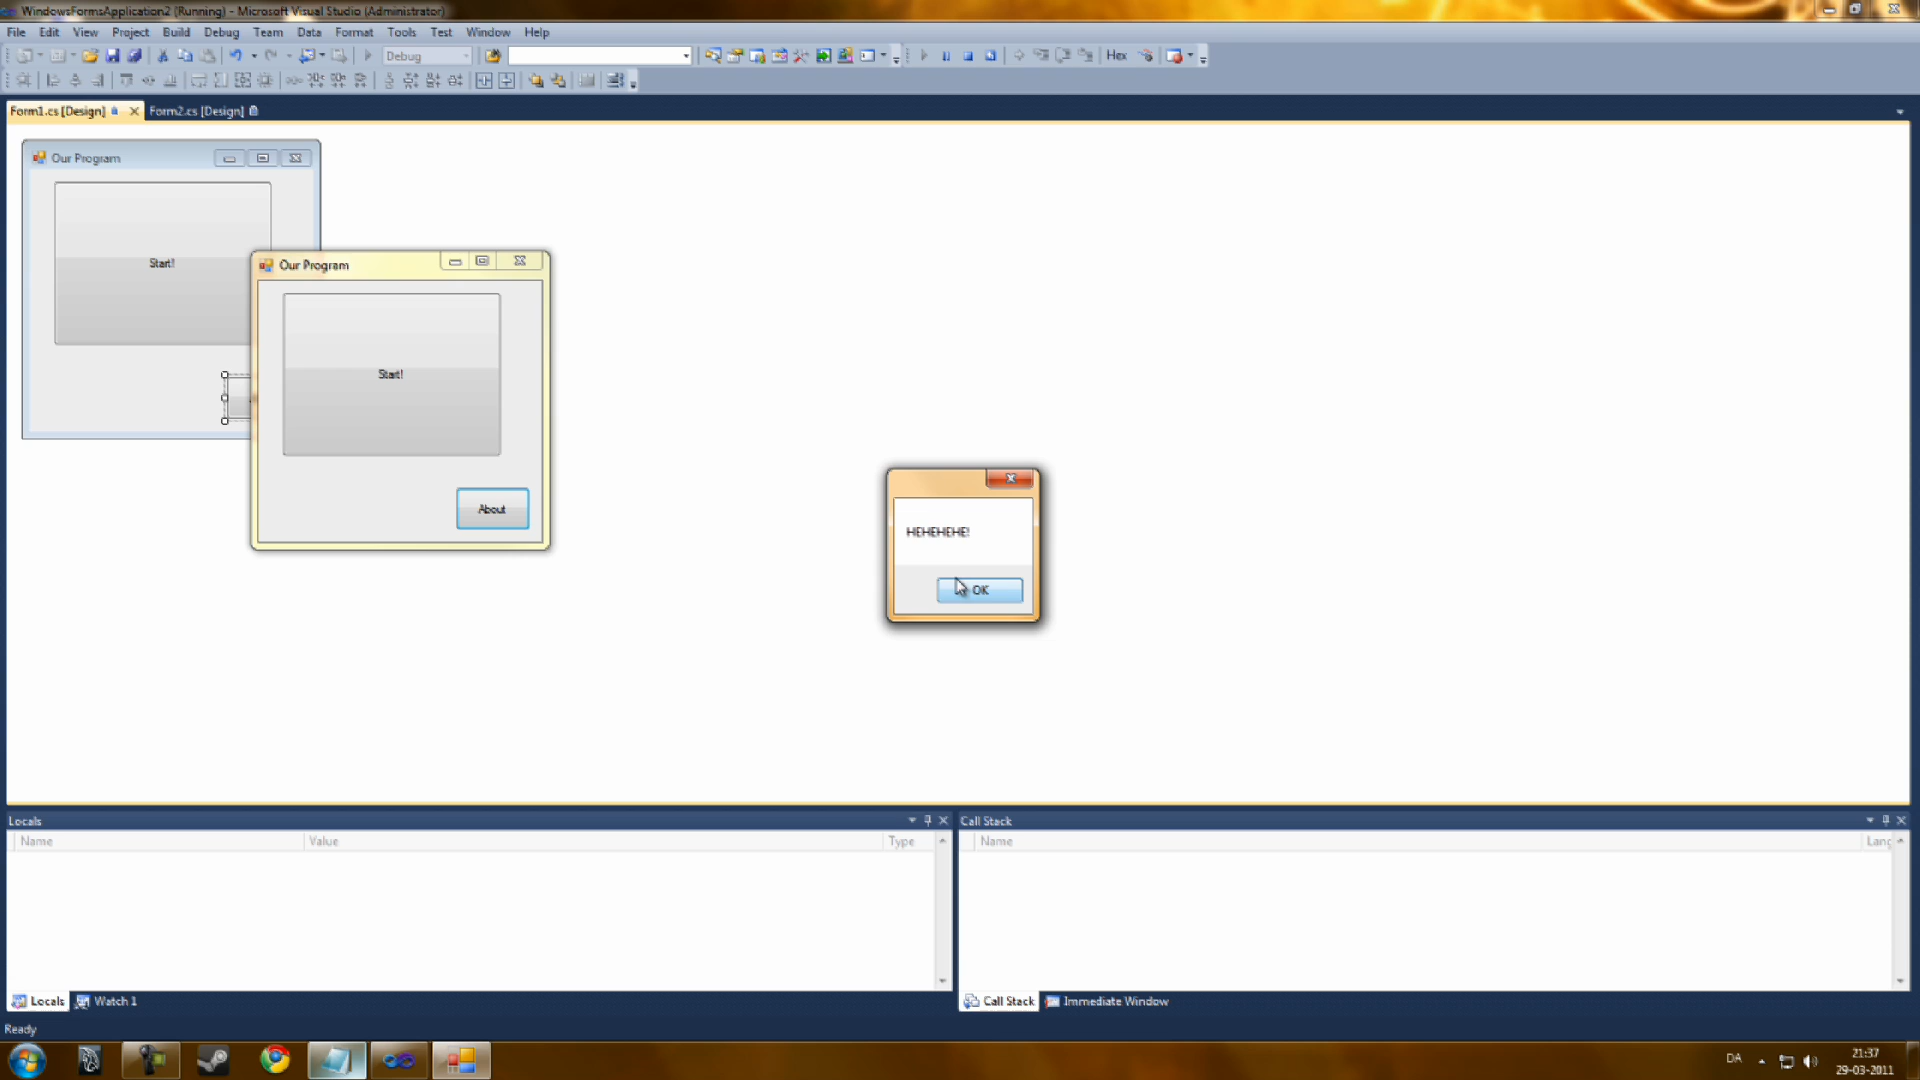 WindowsFormsApplication2 (Running) - Microsoft Visual Studio (Administrator)
File Edit View Project Build Debug Team Data Format Tools Test Window Help
Debug
Hex
Form1.cs [Design]
Form2.cs [Design]
Our Program
Start!
Our Program
Start!
About
HEHEHEHE!
OK
Locals
Name Value Type
Call Stack
Name Lang
Locals Watch 1
Call Stack Immediate Window
Ready
DA
21:37
29-03-2011